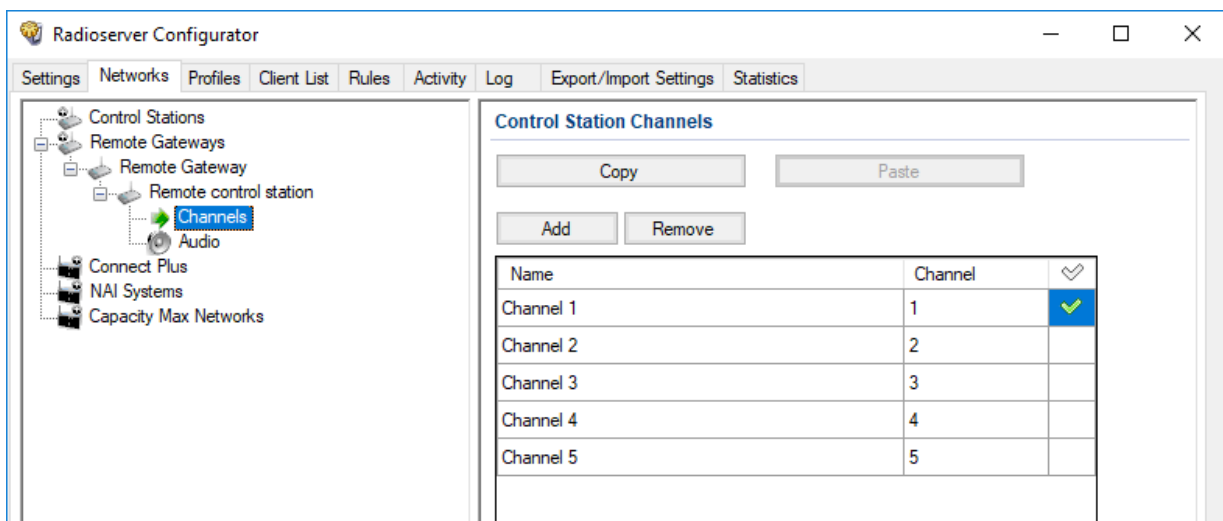 Radioserver Configurator
Settings Networks Profiles Client List Rules Activity Log Export/Import Settings Statistics
Control Stations
Remote Gateways
Remote Gateway
Remote control station
Channels
Audio
Connect Plus
NAI Systems
Capacity Max Networks
Control Station Channels
Copy Paste
Add Remove
Name Channel
Channel 1 1
Channel 2 2
Channel 3 3
Channel 4 4
Channel 5 5